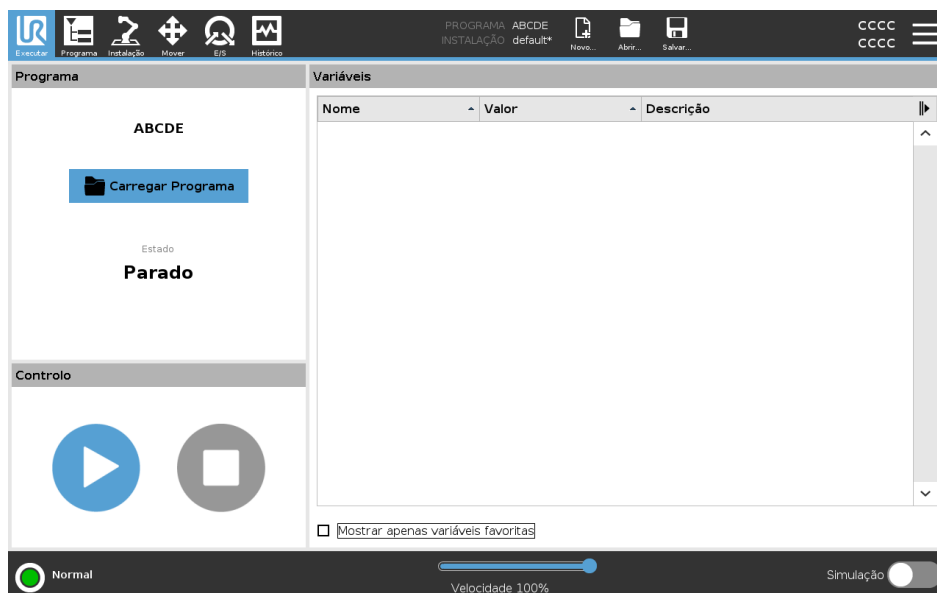 PROGRAMA ABCDE
INSTALAÇÃO default*
CCCC
CCCC
Executar Programa Instalação Mover E/S Histórico Novo... Abrir... Salvar...
Programa
Variáveis
Nome Valor Descrição
ABCDE
Carregar Programa
Estado
Parado
Controlo
Mostrar apenas variáveis favoritas
Normal
Velocidade 100%
Simulação